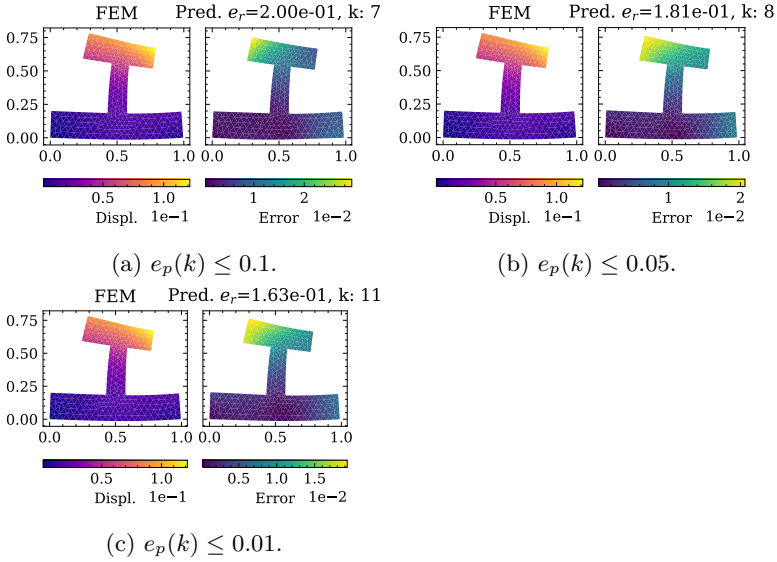 FEM Pred. e_r=2.00e-01, k: 7
0.75
0.50
0.25
0.00
0.0 0.5 1.0 0.0 0.5 1.0
0.5 1.0 1 2
Displ. 1e−1 Error 1e−2
(a) e_p(k) ≤ 0.1.
FEM Pred. e_r=1.81e-01, k: 8
0.75
0.50
0.25
0.00
0.0 0.5 1.0 0.0 0.5 1.0
0.5 1.0 1 2
Displ. 1e−1 Error 1e−2
(b) e_p(k) ≤ 0.05.
FEM Pred. e_r=1.63e-01, k: 11
0.75
0.50
0.25
0.00
0.0 0.5 1.0 0.0 0.5 1.0
0.5 1.0 0.5 1.0 1.5
Displ. 1e−1 Error 1e−2
(c) e_p(k) ≤ 0.01.